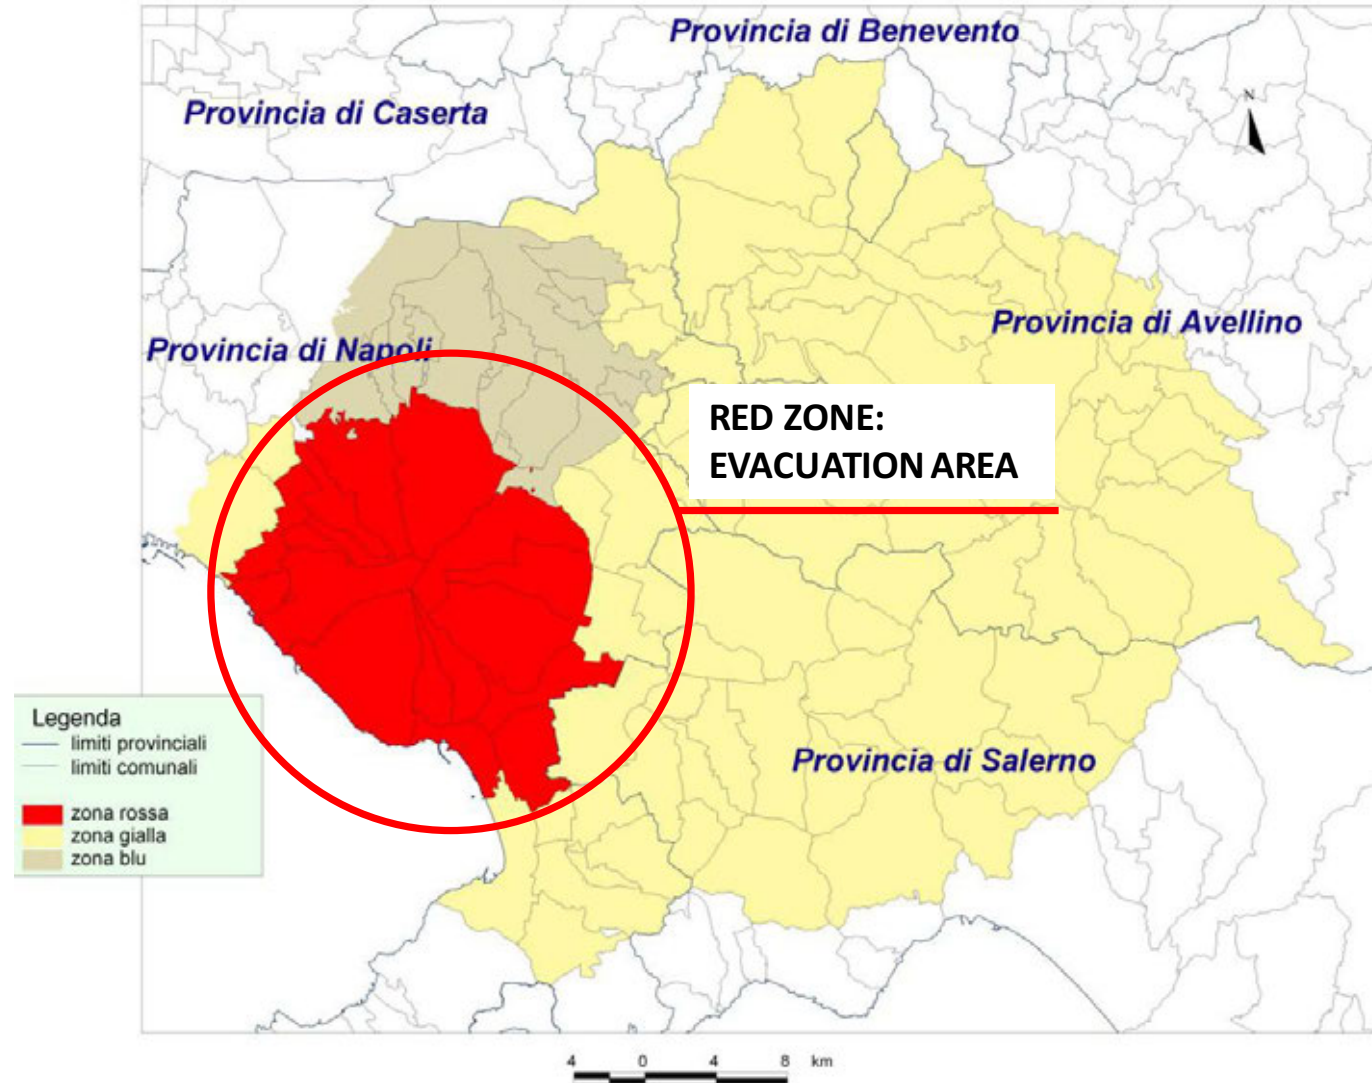 Provincia di Benevento
Provincia di Caserta
N
Provincia di Avellino
Provincia di Napoli
RED ZONE:
EVACUATION AREA
Legenda
limiti provinciali
limiti comunali
zona rossa
zona gialla
zona blu
Provincia di Salerno
4 0 4 8 km